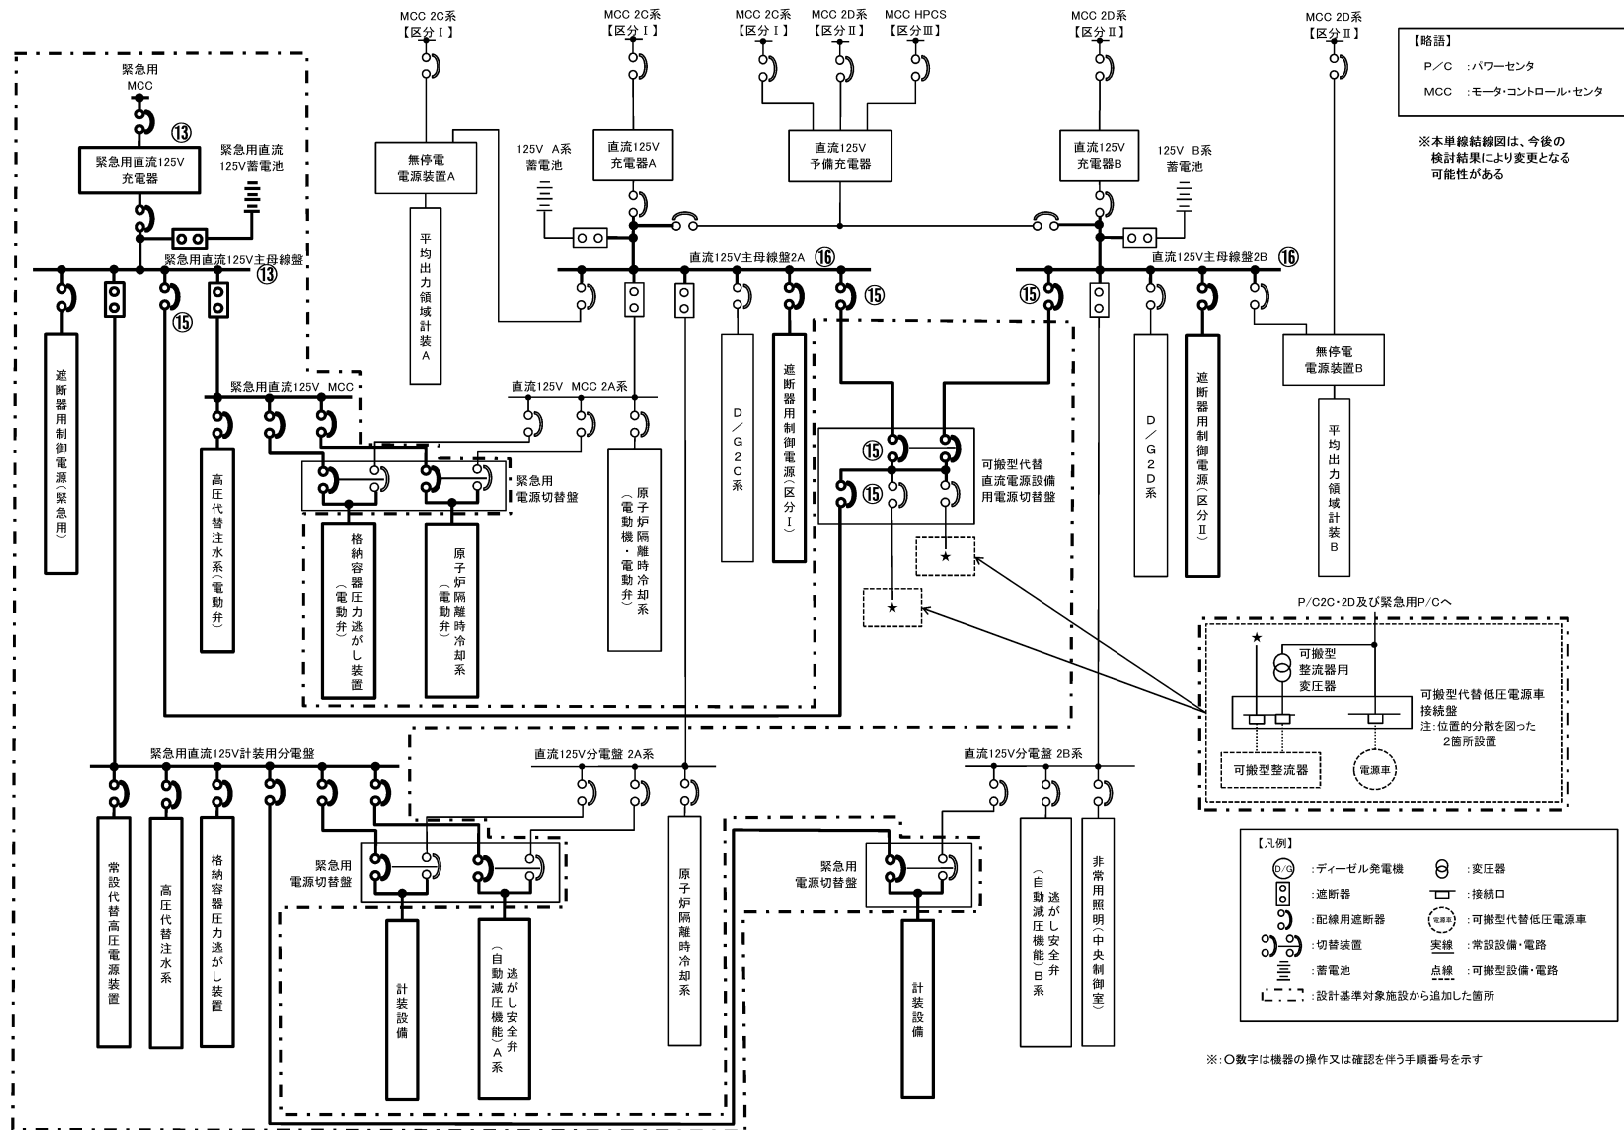 MCC 2C系
【区分Ⅰ】
MCC 2C系
【区分Ⅰ】
MCC 2C系
【区分Ⅰ】
MCC 2D系
【区分Ⅱ】
MCC HPCS
【区分Ⅲ】
MCC 2D系
【区分Ⅱ】
MCC 2D系
【区分Ⅱ】
【略語】
P/C :パワーセンタ
MCC :モータ・コントロール・センタ
※本単線結線図は、今後の
検討結果により変更となる
可能性がある
緊急用
MCC
⑬
緊急用直流125V
充電器
緊急用直流
125V蓄電池
無停電
電源装置A
125V A系
蓄電池
直流125V
充電器A
直流125V
予備充電器
直流125V
充電器B
125V B系
蓄電池
緊急用直流125V主母線盤
⑬
平均出力領域計装A
直流125V主母線盤2A
⑯
直流125V主母線盤2B
⑯
⑮
⑮
⑮
遮断器用制御電源(緊急用)
緊急用直流125V MCC
直流125V MCC 2A系
D/G2C系
遮断器用制御電源(区分Ⅰ)
D/G2D系
遮断器用制御電源(区分Ⅱ)
無停電
電源装置B
平均出力領域計装B
高圧代替注水系(電動弁)
緊急用
電源切替盤
格納容器圧力逃がし装置
(電動弁)
原子炉隔離時冷却系
(電動弁)
原子炉隔離時冷却系
(電動機・電動弁)
⑮
⑮
可搬型代替
直流電源設備
用電源切替盤
★
★
P/C2C・2D及び緊急用P/Cへ
★
可搬型
整流器用
変圧器
可搬型代替低圧電源車
接続盤
注:位置的分散を図った
2箇所設置
可搬型整流器
電源車
緊急用直流125V計装用分電盤
直流125V分電盤 2A系
直流125V分電盤 2B系
常設代替高圧電源装置
高圧代替注水系
格納容器圧力逃がし装置
緊急用
電源切替盤
計装設備
逃がし安全弁
(自動減圧機能)A系
原子炉隔離時冷却系
緊急用
電源切替盤
計装設備
逃がし安全弁
(自動減圧機能)B系
非常用照明(中央制御室)
【凡例】
D/G :ディーゼル発電機
:変圧器
:遮断器
:接続口
:配線用遮断器
電源車 :可搬型代替低圧電源車
:切替装置
実線 :常設設備・電路
:蓄電池
点線 :可搬型設備・電路
:設計基準対象施設から追加した箇所
※:○数字は機器の操作又は確認を伴う手順番号を示す